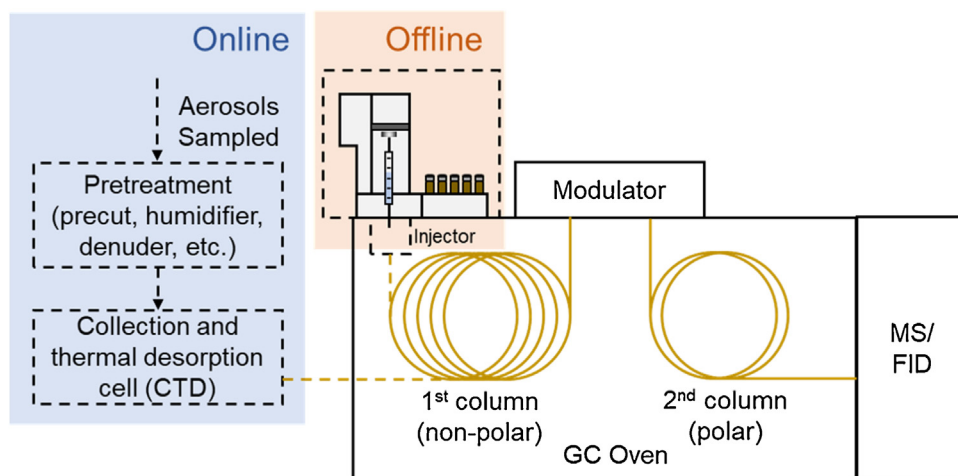 Online
Aerosols
Sampled
Pretreatment
(precut, humidifier,
denuder, etc.)
Collection and
thermal desorption
cell (CTD)
Offline
Injector
Modulator
1st column
(non-polar)
2nd column
(polar)
GC Oven
MS/
FID